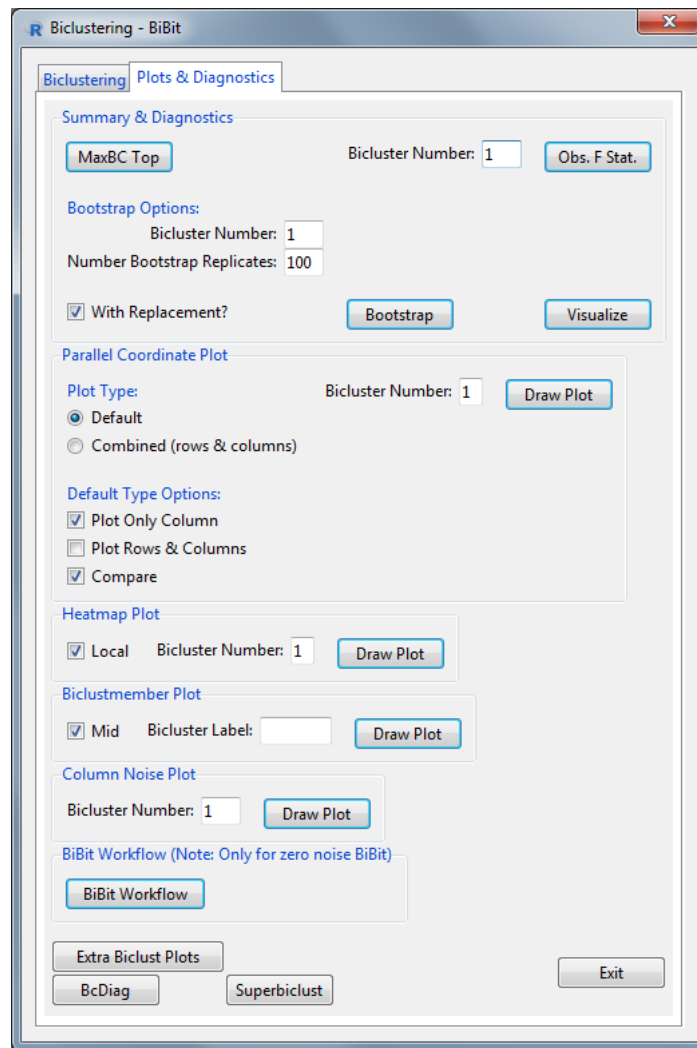 R Biclustering - BiBit
X
Biclustering Plots & Diagnostics
Summary & Diagnostics
MaxBC Top Bicluster Number: 1 Obs. F Stat.
Bootstrap Options:
Bicluster Number: 1
Number Bootstrap Replicates: 100
With Replacement? Bootstrap Visualize
Parallel Coordinate Plot
Plot Type: Bicluster Number: 1 Draw Plot
Default
Combined (rows & columns)
Default Type Options:
Plot Only Column
Plot Rows & Columns
Compare
Heatmap Plot
Local Bicluster Number: 1 Draw Plot
Biclustmember Plot
Mid Bicluster Label: Draw Plot
Column Noise Plot
Bicluster Number: 1 Draw Plot
BiBit Workflow (Note: Only for zero noise BiBit)
BiBit Workflow
Extra Biclust Plots
Exit
BcDiag Superbiclust